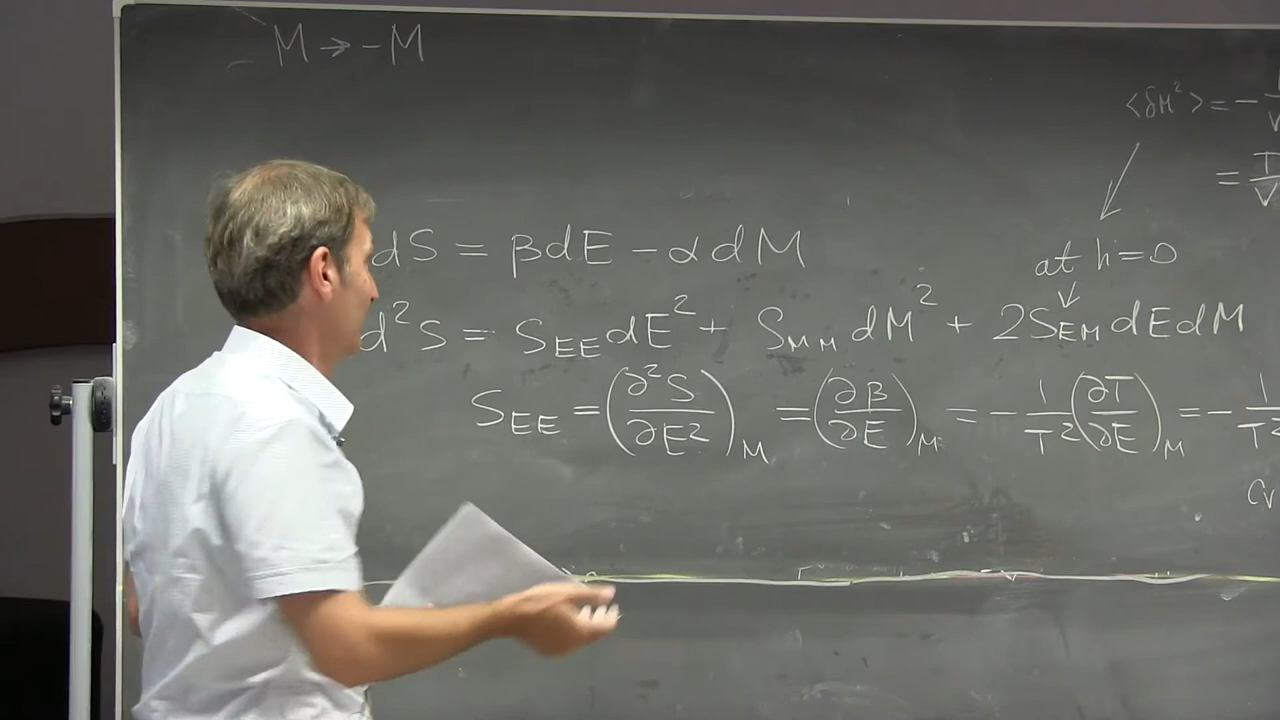 M → -M
<δM²> = -
= T/V
dS = βdE - αdM
at h=0
d²S = S_EE dE² + S_MM dM² + 2S_EM dEdM
S_EE = (∂²S/∂E²)_M = (∂β/∂E)_M = - 1/T² (∂T/∂E)_M = - 1/T²